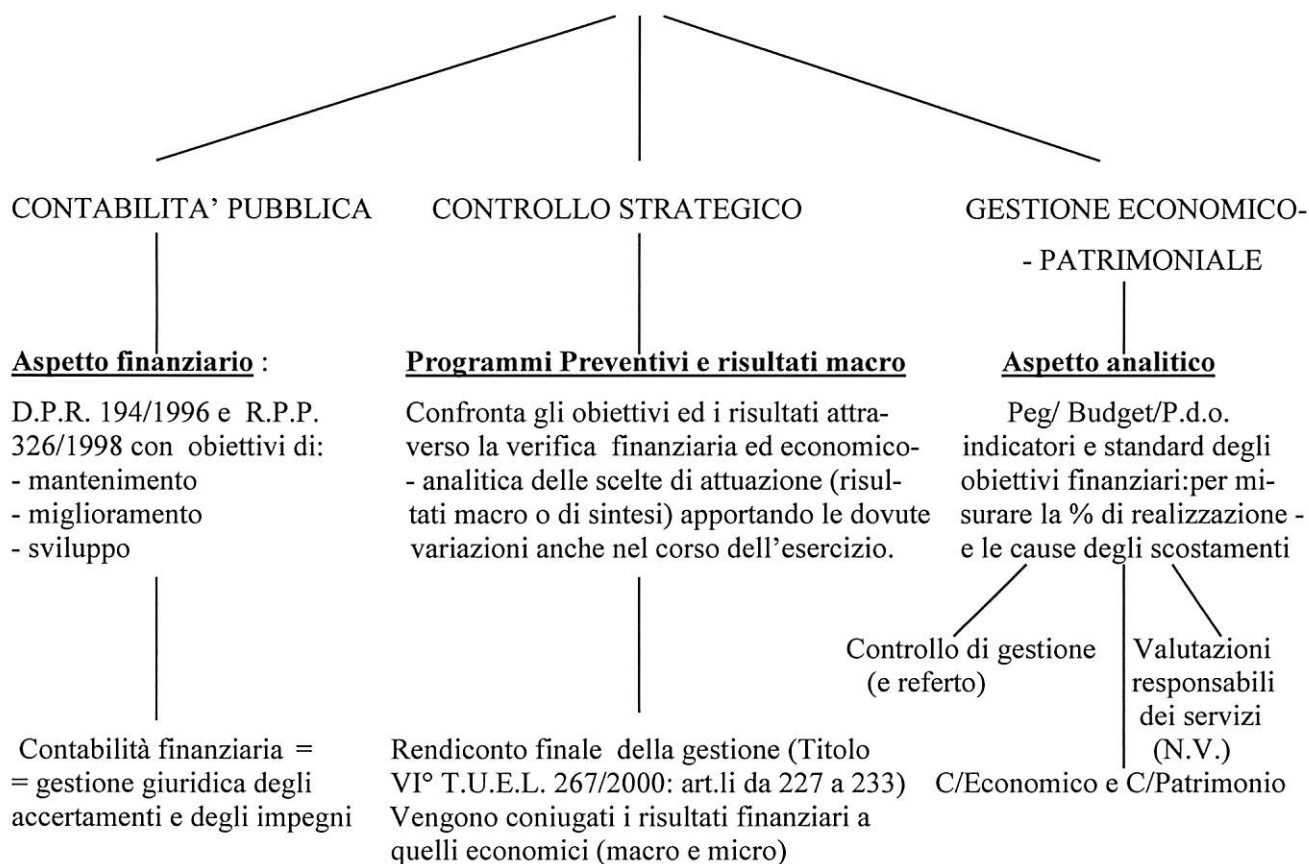 CONTABILITA' PUBBLICA
CONTROLLO STRATEGICO
GESTIONE ECONOMICO-
- PATRIMONIALE
Aspetto finanziario :
D.P.R. 194/1996 e R.P.P.
326/1998 con obiettivi di:
- mantenimento
- miglioramento
- sviluppo
Programmi Preventivi e risultati macro
Confronta gli obiettivi ed i risultati attra-
verso la verifica finanziaria ed economico-
- analitica delle scelte di attuazione (risul-
tati macro o di sintesi) apportando le dovute
variazioni anche nel corso dell'esercizio.
Aspetto analitico
Peg/ Budget/P.d.o.
indicatori e standard degli
obiettivi finanziari:per mi-
surare la % di realizzazione -
- e le cause degli scostamenti
Controllo di gestione
(e referto)
Valutazioni
responsabili
dei servizi
(N.V.)
Contabilità finanziaria =
= gestione giuridica degli
accertamenti e degli impegni
Rendiconto finale della gestione (Titolo
VI° T.U.E.L. 267/2000: art.li da 227 a 233)
Vengono coniugati i risultati finanziari a
quelli economici (macro e micro)
C/Economico e C/Patrimonio